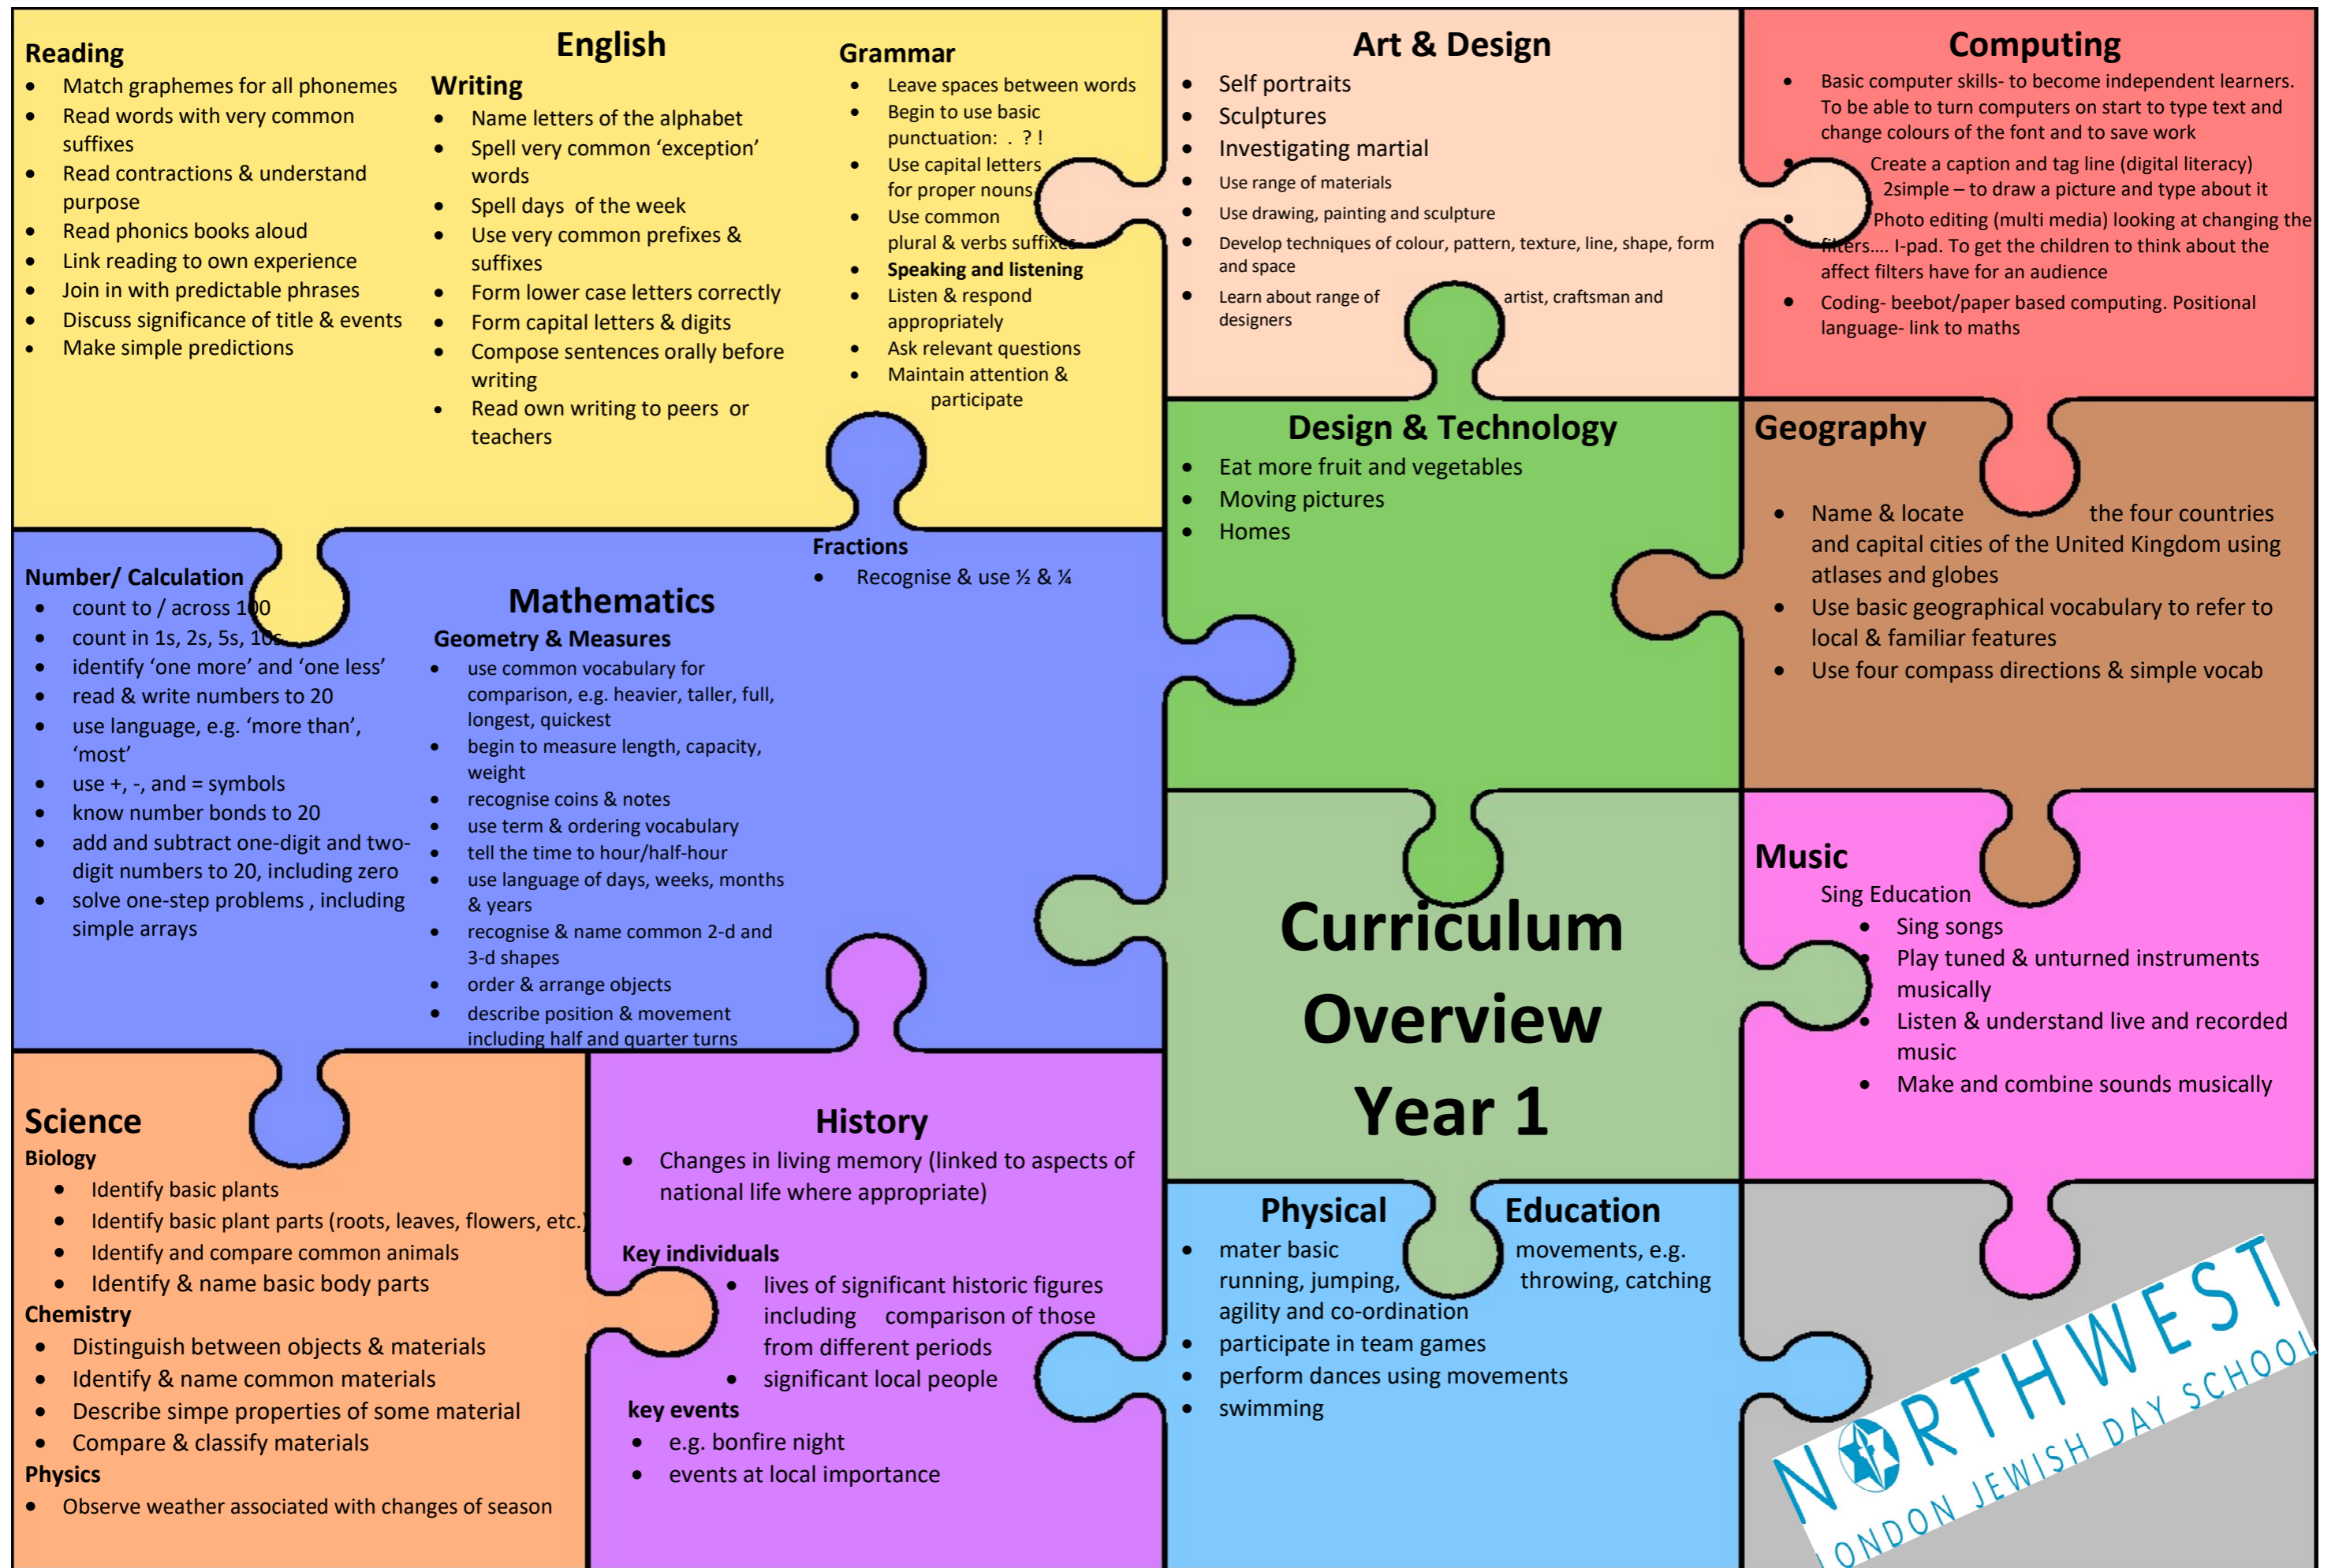 English
Reading
• Match graphemes for all phonemes
• Read words with very common
suffixes
• Read contractions & understand
purpose
• Read phonics books aloud
• Link reading to own experience
• Join in with predictable phrases
• Discuss significance of title & events
• Make simple predictions
Writing
• Name letters of the alphabet
• Spell very common ‘exception’
words
• Spell days of the week
• Use very common prefixes &
suffixes
• Form lower case letters correctly
• Form capital letters & digits
• Compose sentences orally before
writing
• Read own writing to peers or
teachers
Grammar
• Leave spaces between words
• Begin to use basic
punctuation: . ? !
• Use capital letters
for proper nouns
• Use common
plural & verbs suffixes
• Speaking and listening
• Listen & respond
appropriately
• Ask relevant questions
• Maintain attention &
participate
Art & Design
• Self portraits
• Sculptures
• Investigating martial
• Use range of materials
• Use drawing, painting and sculpture
• Develop techniques of colour, pattern, texture, line, shape, form
and space
• Learn about range of artist, craftsman and
designers
Computing
• Basic computer skills- to become independent learners.
To be able to turn computers on start to type text and
change colours of the font and to save work
• Create a caption and tag line (digital literacy)
2simple – to draw a picture and type about it
• Photo editing (multi media) looking at changing the
filters.... I-pad. To get the children to think about the
affect filters have for an audience
• Coding- beebot/paper based computing. Positional
language- link to maths
Design & Technology
• Eat more fruit and vegetables
• Moving pictures
• Homes
Geography
• Name & locate the four countries
and capital cities of the United Kingdom using
atlases and globes
• Use basic geographical vocabulary to refer to
local & familiar features
• Use four compass directions & simple vocab
Mathematics
Number/ Calculation
• count to / across 100
• count in 1s, 2s, 5s, 10s
• identify ‘one more’ and ‘one less’
• read & write numbers to 20
• use language, e.g. ‘more than’,
‘most’
• use +, -, and = symbols
• know number bonds to 20
• add and subtract one-digit and two-
digit numbers to 20, including zero
• solve one-step problems , including
simple arrays
Geometry & Measures
• use common vocabulary for
comparison, e.g. heavier, taller, full,
longest, quickest
• begin to measure length, capacity,
weight
• recognise coins & notes
• use term & ordering vocabulary
• tell the time to hour/half-hour
• use language of days, weeks, months
& years
• recognise & name common 2-d and
3-d shapes
• order & arrange objects
• describe position & movement
including half and quarter turns
Fractions
• Recognise & use ½ & ¼
Curriculum
Overview
Year 1
Music
Sing Education
• Sing songs
• Play tuned & unturned instruments
musically
• Listen & understand live and recorded
music
• Make and combine sounds musically
Science
Biology
• Identify basic plants
• Identify basic plant parts (roots, leaves, flowers, etc.)
• Identify and compare common animals
• Identify & name basic body parts
Chemistry
• Distinguish between objects & materials
• Identify & name common materials
• Describe simpe properties of some material
• Compare & classify materials
Physics
• Observe weather associated with changes of season
History
• Changes in living memory (linked to aspects of
national life where appropriate)
Key individuals
• lives of significant historic figures
including comparison of those
from different periods
• significant local people
key events
• e.g. bonfire night
• events at local importance
Physical Education
• mater basic movements, e.g.
running, jumping, throwing, catching
agility and co-ordination
• participate in team games
• perform dances using movements
• swimming
NORTHWEST
LONDON JEWISH DAY SCHOOL